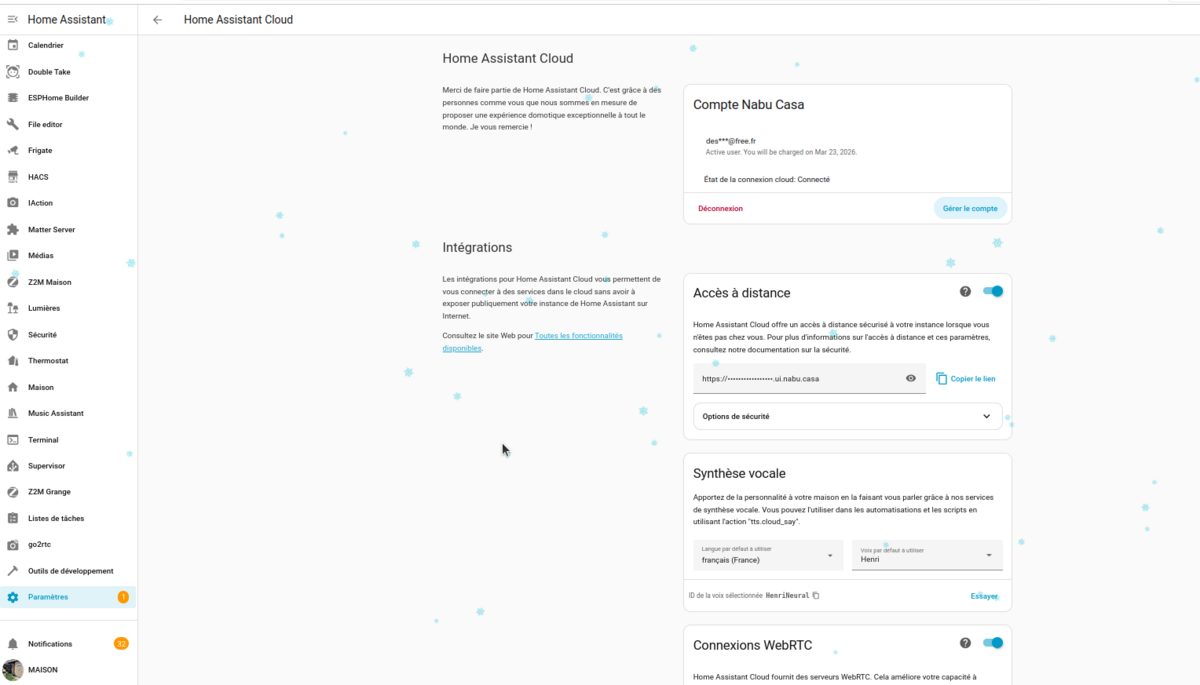 Home Assistant
Home Assistant Cloud
Calendrier
Double Take
ESPHome Builder
File editor
Frigate
HACS
IAction
Matter Server
Médias
Z2M Maison
Lumières
Sécurité
Thermostat
Maison
Music Assistant
Terminal
Supervisor
Z2M Grange
Listes de tâches
go2rtc
Outils de développement
Paramètres 1
Notifications 32
MAISON
Home Assistant Cloud
Merci de faire partie de Home Assistant Cloud. C'est grâce à des
personnes comme vous que nous sommes en mesure de
proposer une expérience domotique exceptionnelle à tout le
monde. Je vous remercie !
Compte Nabu Casa
des***@free.fr
Active user. You will be charged on Mar 23, 2026.
État de la connexion cloud: Connecté
Déconnexion
Gérer le compte
Intégrations
Les intégrations pour Home Assistant Cloud vous permettent de
vous connecter à des services dans le cloud sans avoir à
exposer publiquement votre instance de Home Assistant sur
Internet.
Consultez le site Web pour Toutes les fonctionnalités
disponibles.
Accès à distance
Home Assistant Cloud offre un accès à distance sécurisé à votre instance lorsque vous
n'êtes pas chez vous. Pour plus d'informations sur l'accès à distance et ces paramètres,
consultez notre documentation sur la sécurité.
https://•••••••••••••••••.ui.nabu.casa
Copier le lien
Options de sécurité
Synthèse vocale
Apportez de la personnalité à votre maison en la faisant vous parler grâce à nos services
de synthèse vocale. Vous pouvez l'utiliser dans les automatisations et les scripts en
utilisant l'action "tts.cloud_say".
Langue par défaut à utiliser
français (France)
Voix par défaut à utiliser
Henri
ID de la voix sélectionnée HenriNeural
Essayer
Connexions WebRTC
Home Assistant Cloud fournit des serveurs WebRTC. Cela améliore votre capacité à